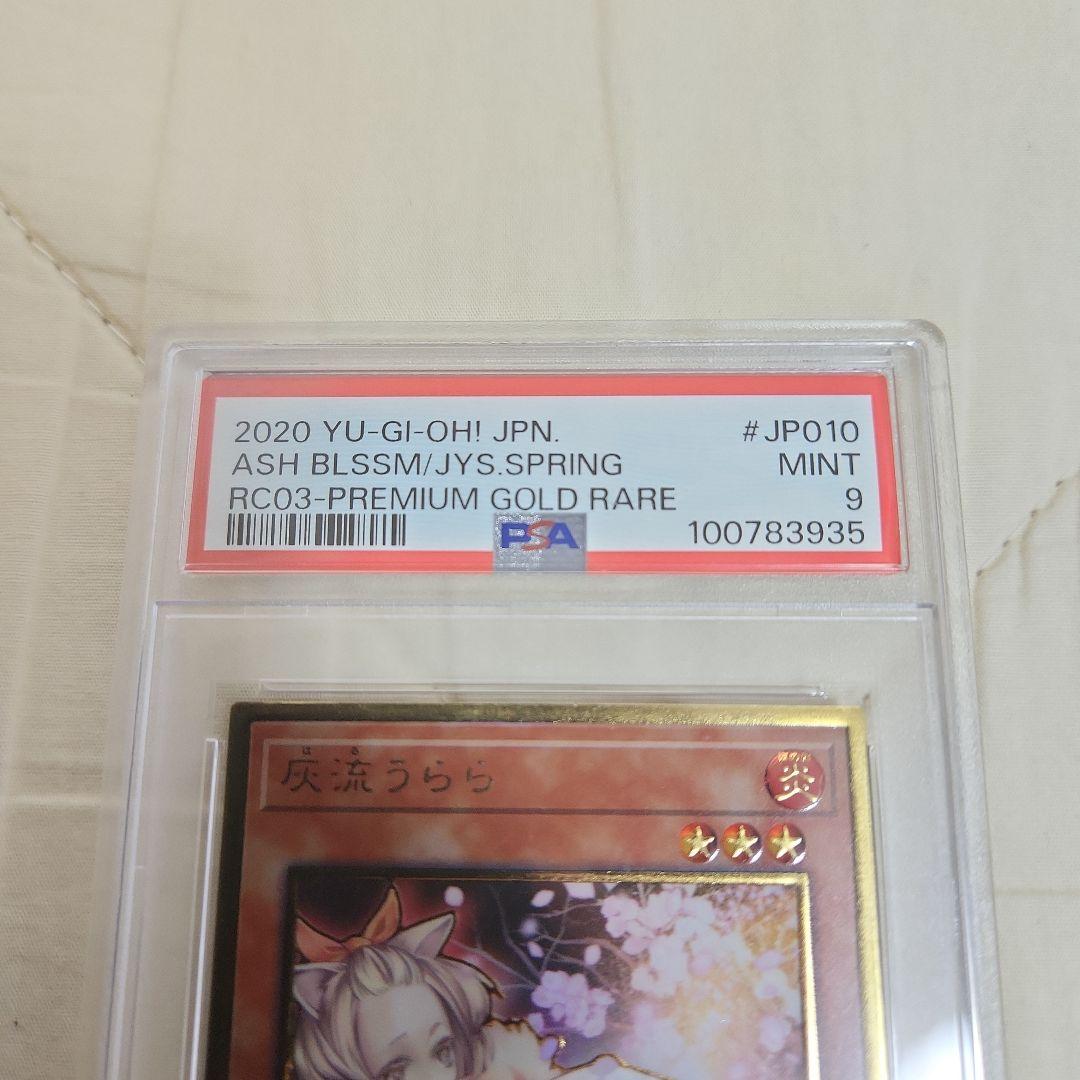 2020 YU-GI-OH! JPN. #JP010
ASH BLSSM/JYS.SPRING MINT
RC03-PREMIUM GOLD RARE 9
PSA 100783935
灰流うらら
炎